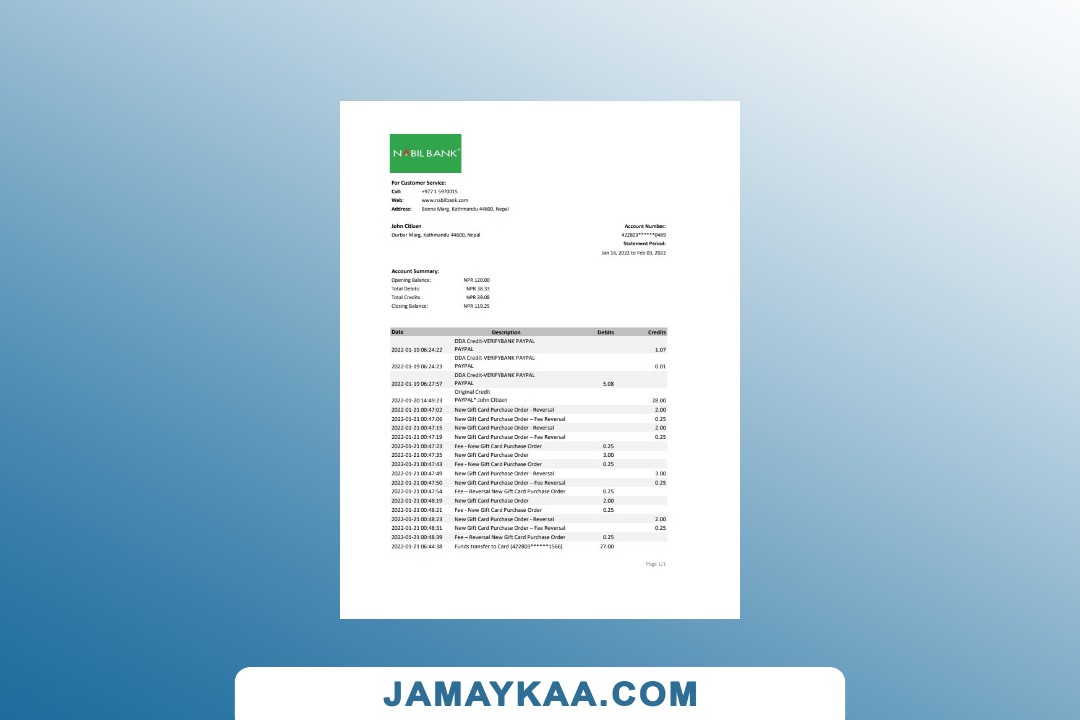 NABIL BANK
For Customer Service:
Call: +977 1 5970015
Web: www.nabilbank.com
Address: Beena Marg, Kathmandu 44600, Nepal
John Citizen Account Number:
Durbar Marg, Kathmandu 44600, Nepal 422803******0489
Statement Period:
Jan 16, 2022 to Feb 03, 2022
Account Summary:
Opening Balance: NPR 120.00
Total Debits: NPR 38.33
Total Credits: NPR 39.08
Closing Balance: NPR 119.25
Date Description Debits Credits
DDA Credit-VERIFYBANK PAYPAL
2022-01-19 06:24:22 PAYPAL 1.07
DDA Credit-VERIFYBANK PAYPAL
2022-01-19 06:24:23 PAYPAL 0.01
DDA Credit-VERIFYBANK PAYPAL
2022-01-19 06:27:57 PAYPAL 5.08
Original Credit
2022-01-20 14:49:23 PAYPAL* John Citizen 28.00
2022-01-21 00:47:02 New Gift Card Purchase Order - Reversal 2.00
2022-01-21 00:47:06 New Gift Card Purchase Order – Fee Reversal 0.25
2022-01-21 00:47:15 New Gift Card Purchase Order - Reversal 2.00
2022-01-21 00:47:19 New Gift Card Purchase Order – Fee Reversal 0.25
2022-01-21 00:47:23 Fee - New Gift Card Purchase Order 0.25
2022-01-21 00:47:35 New Gift Card Purchase Order 3.00
2022-01-21 00:47:43 Fee - New Gift Card Purchase Order 0.25
2022-01-21 00:47:49 New Gift Card Purchase Order - Reversal 3.00
2022-01-21 00:47:50 New Gift Card Purchase Order – Fee Reversal 0.25
2022-01-21 00:47:54 Fee – Reversal New Gift Card Purchase Order 0.25
2022-01-21 00:48:19 New Gift Card Purchase Order 2.00
2022-01-21 00:48:21 Fee - New Gift Card Purchase Order 0.25
2022-01-21 00:48:23 New Gift Card Purchase Order - Reversal 2.00
2022-01-21 00:48:31 New Gift Card Purchase Order – Fee Reversal 0.25
2022-01-21 00:48:39 Fee – Reversal New Gift Card Purchase Order 0.25
2022-01-21 06:44:38 Funds transfer to Card (422803******1566) 27.00
Page 1/1
JAMAYKAA.COM